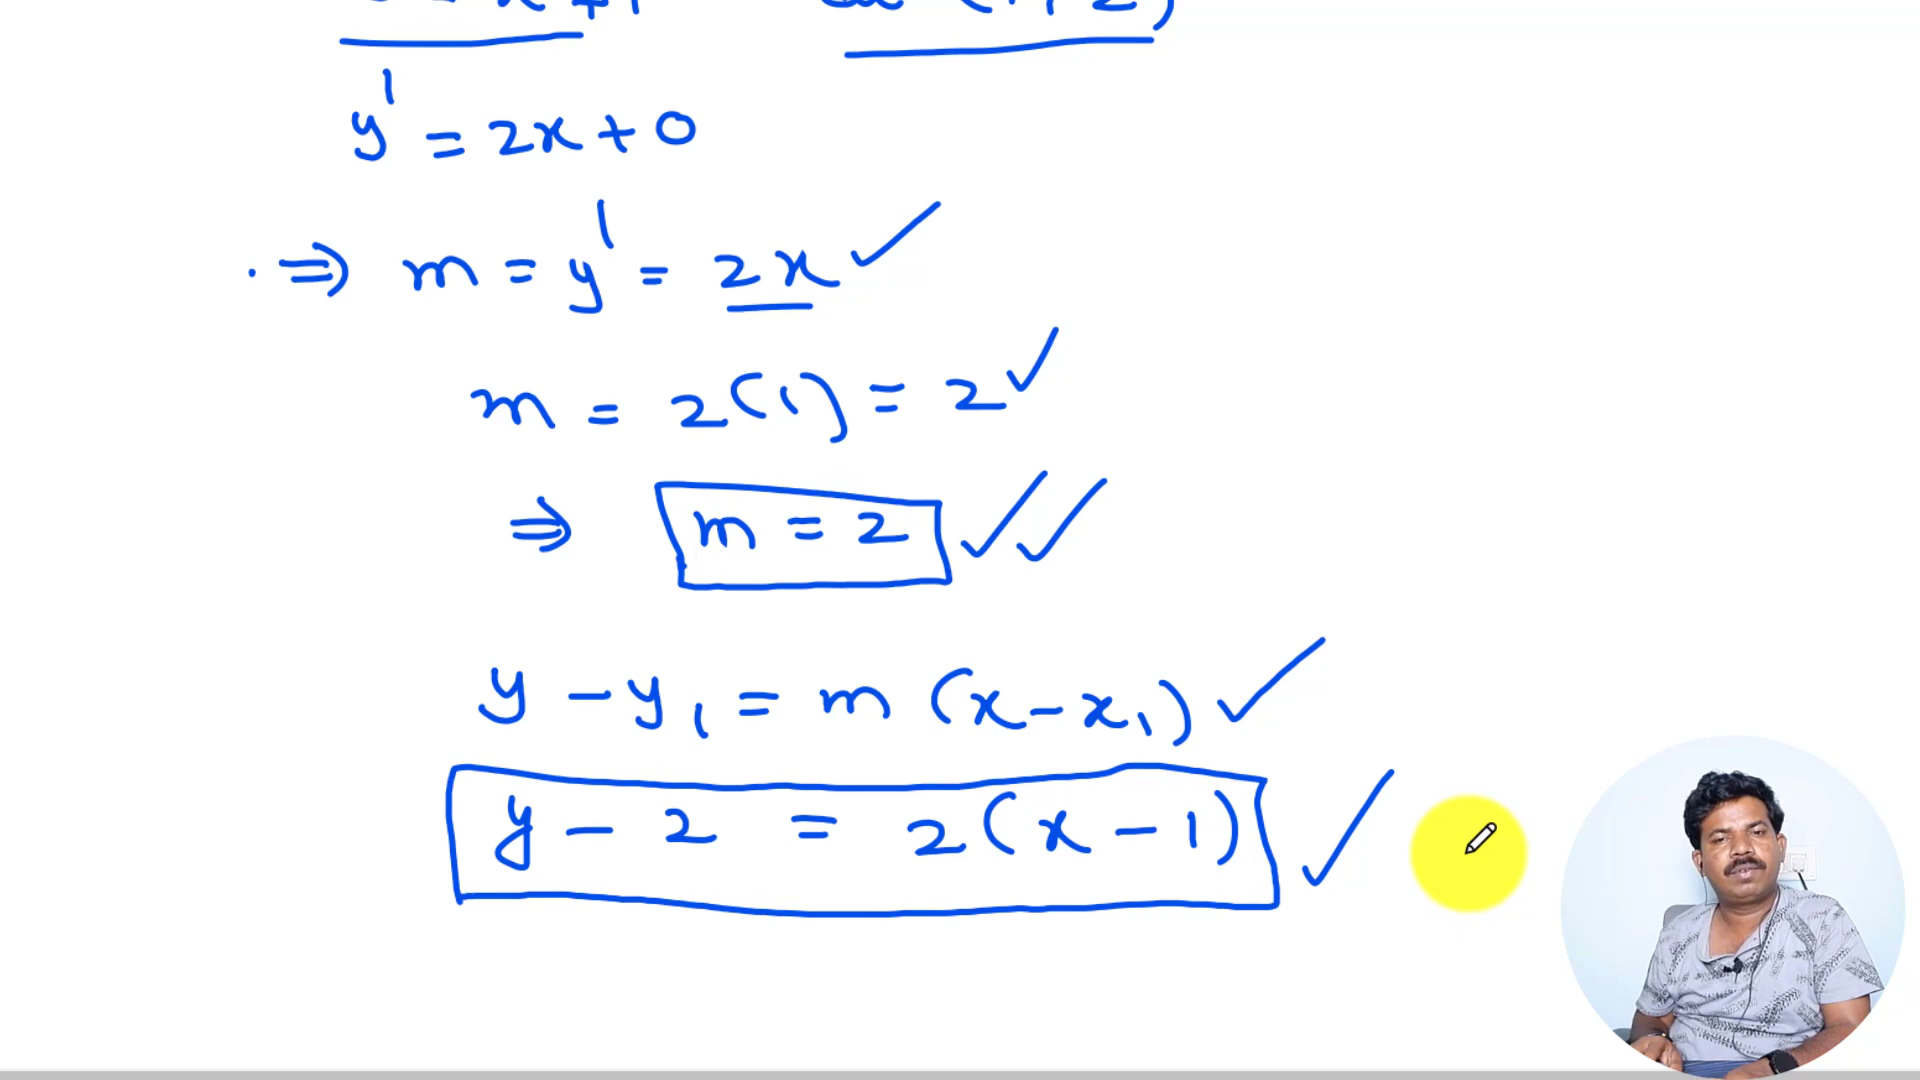 y' = 2x + 0
⇒ m = y' = 2x ✓
m = 2(1) = 2 ✓
⇒ m = 2 ✓✓
y - y₁ = m (x - x₁) ✓
y - 2 = 2(x - 1) ✓